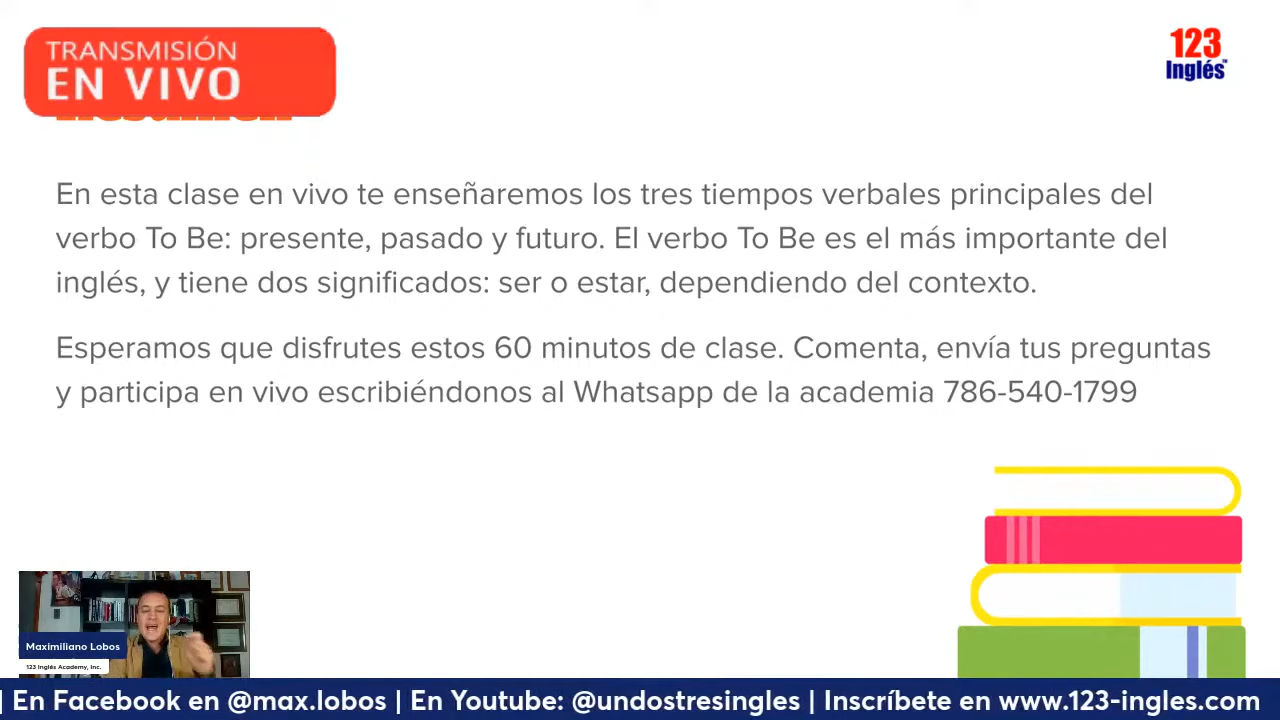 TRANSMISIÓN
EN VIVO
123
Inglés™
Resumen
En esta clase en vivo te enseñaremos los tres tiempos verbales principales del
verbo To Be: presente, pasado y futuro. El verbo To Be es el más importante del
inglés, y tiene dos significados: ser o estar, dependiendo del contexto.
Esperamos que disfrutes estos 60 minutos de clase. Comenta, envía tus preguntas
y participa en vivo escribiéndonos al Whatsapp de la academia 786-540-1799
Maximiliano Lobos
123 Inglés Academy, Inc.
| En Facebook en @max.lobos | En Youtube: @undostresingles | Inscríbete en www.123-ingles.com